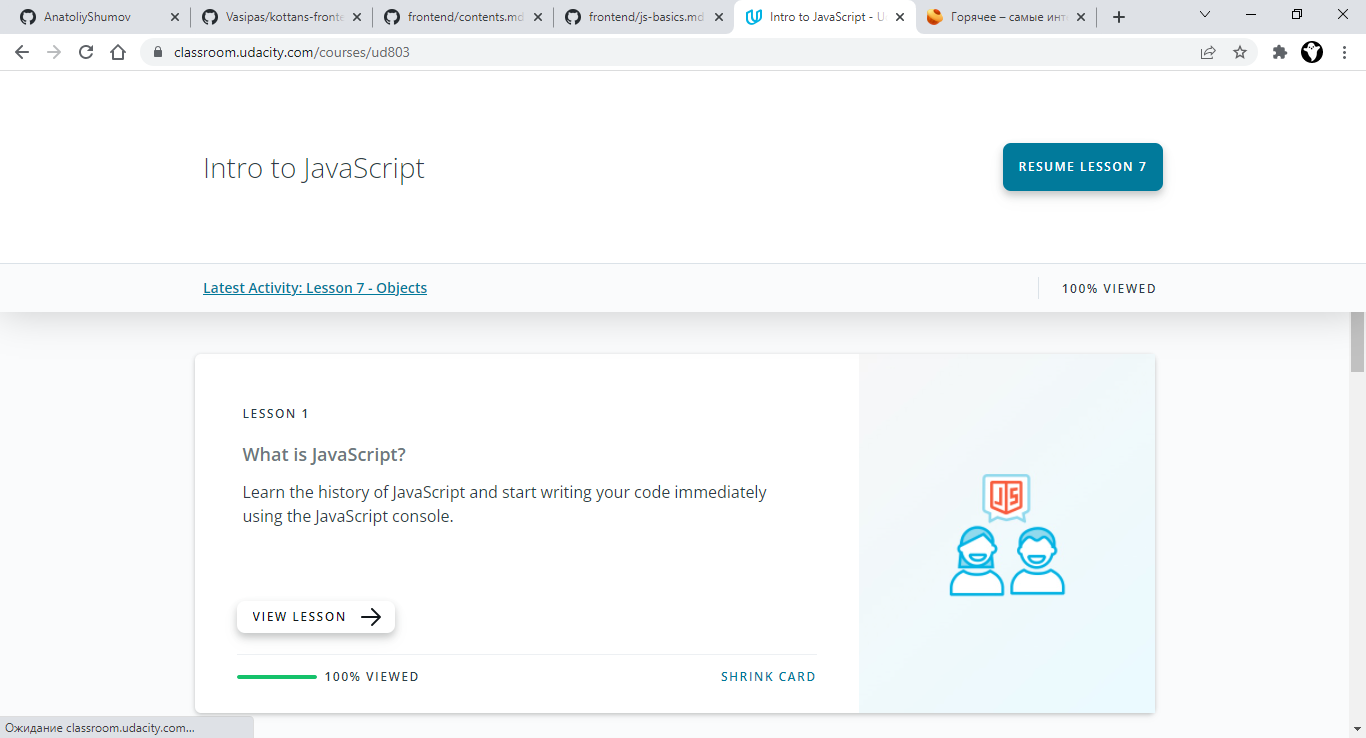 AnatoliyShumov
Vasipas/kottans-fronte
frontend/contents.md
frontend/js-basics.md
Intro to JavaScript - U
Горячее – самые инт
classroom.udacity.com/courses/ud803
Intro to JavaScript
RESUME LESSON 7
Latest Activity: Lesson 7 - Objects
100% VIEWED
LESSON 1
What is JavaScript?
Learn the history of JavaScript and start writing your code immediately
using the JavaScript console.
JS
VIEW LESSON
100% VIEWED
SHRINK CARD
Ожидание classroom.udacity.com...